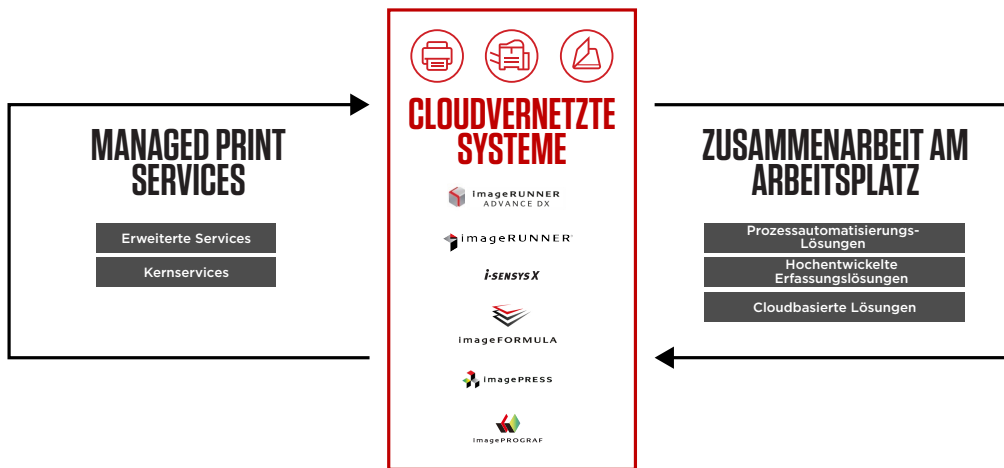 MANAGED PRINT
SERVICES
Erweiterte Services
Kernservices
CLOUDVERNETZTE
SYSTEME
imageRUNNER
ADVANCE DX
imageRUNNER
i-SENSYS X
imageFORMULA
imagePRESS
imagePROGRAF
ZUSAMMENARBEIT AM
ARBEITSPLATZ
Prozessautomatisierungs-
Lösungen
Hochentwickelte
Erfassungslösungen
Cloudbasierte Lösungen